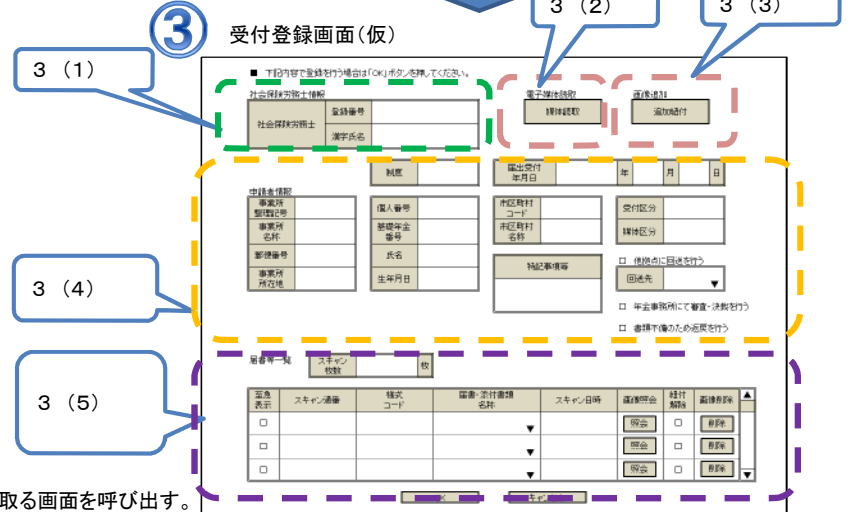 3 （2）
3 （3）
③ 受付登録画面（仮）
■ 下記内容で登録を行う場合は「OK」ボタンを押してください。
3 （1）
社会保険労務士情報
電子媒体読取
画像追加
社会保険労務士
登録番号
漢字氏名
媒体読取
追加紐付
制度
届出受付
年月日
年
月
日
申請者情報
事業所
整理記号
個人番号
市区町村
コード
受付区分
事業所
名称
基礎年金
番号
市区町村
名称
媒体区分
郵便番号
氏名
特記事項等
□ 他拠点に回送を行う
3 （4）
事業所
所在地
生年月日
回送先 ▼
□ 年金事務所にて審査・決裁を行う
□ 書類不備のため返戻を行う
届書等一覧
スキャン
枚数
枚
3 （5）
至急
表示
スキャン通番
様式
コード
届書・添付書類
名称
スキャン日時
画像照会
紐付
解除
画像削除
▲
□ ▼ 照会 □ 削除
□ ▼ 照会 □ 削除
□ ▼ 照会 □ 削除
▼
取る画面を呼び出す。